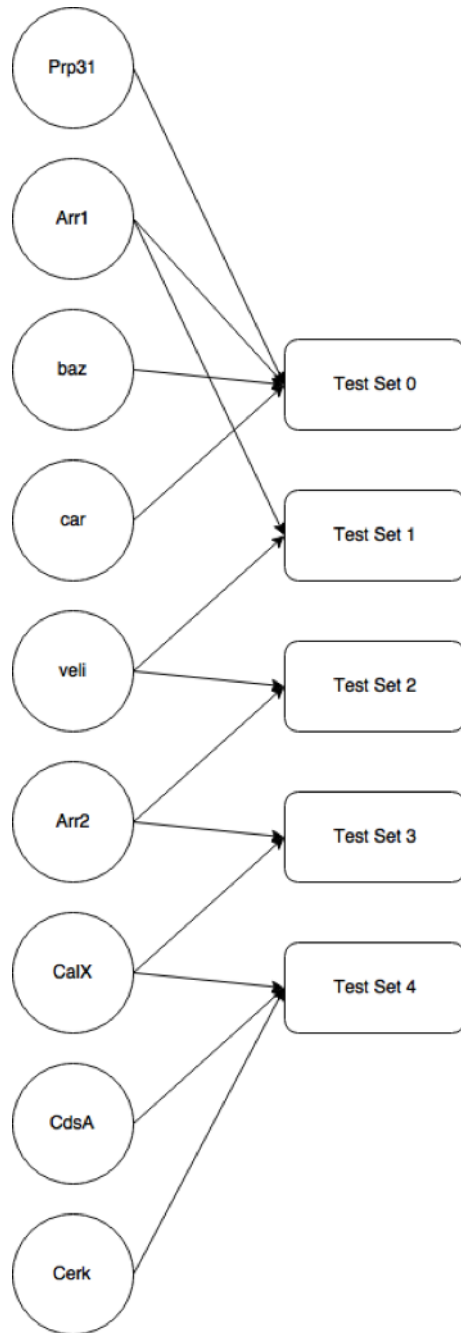 Prp31
Arr1
baz
Test Set 0
car
Test Set 1
veli
Test Set 2
Arr2
Test Set 3
CalX
Test Set 4
CdsA
Cerk